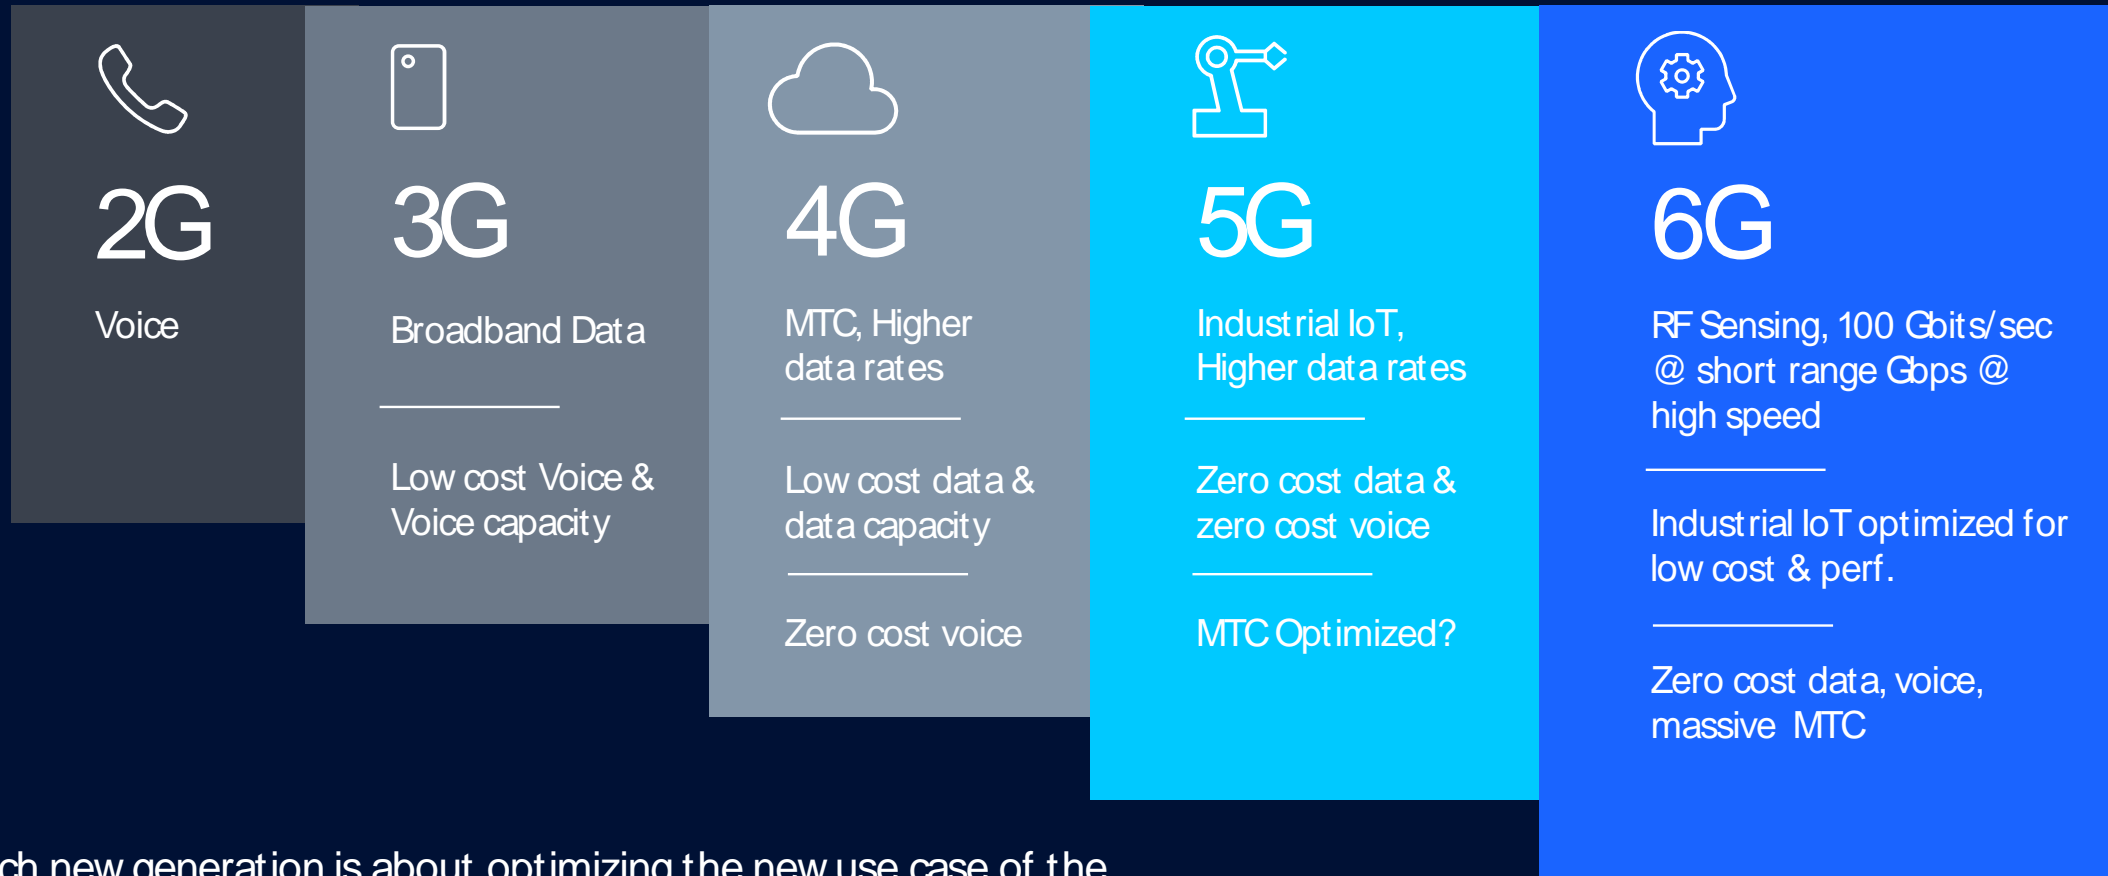 2G
Voice
3G
Broadband Data
Low cost Voice &
Voice capacity
4G
MTC, Higher
data rates
Low cost data &
data capacity
Zero cost voice
5G
Industrial IoT,
Higher data rates
Zero cost data &
zero cost voice
MTC Optimized?
6G
RF Sensing, 100 Gbits/sec
@ short range Gbps @
high speed
Industrial IoT optimized for
low cost & perf.
Zero cost data, voice,
massive MTC
ch new generation is about optimizing the new use case of the